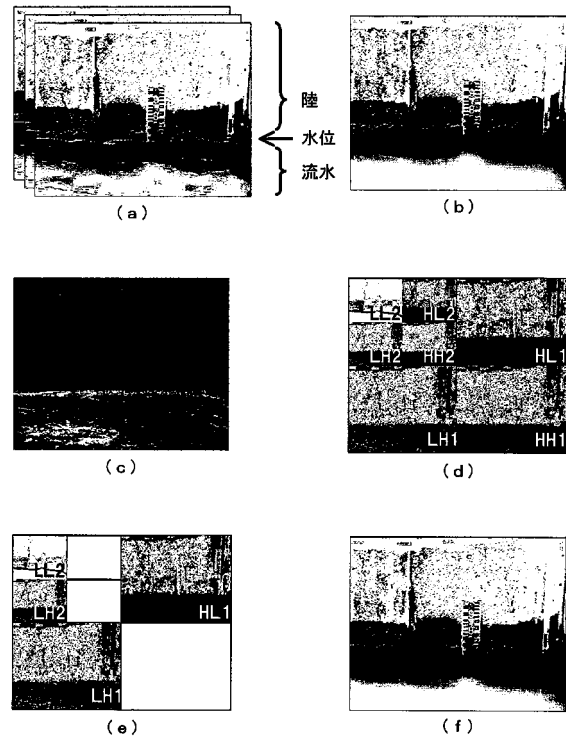 陸
水位
流水
(a)
(b)
(c)
LL2 HL2
LH2 HH2 HL1
LH1 HH1
(d)
LL2
LH2 HL1
LH1
(e)
(f)